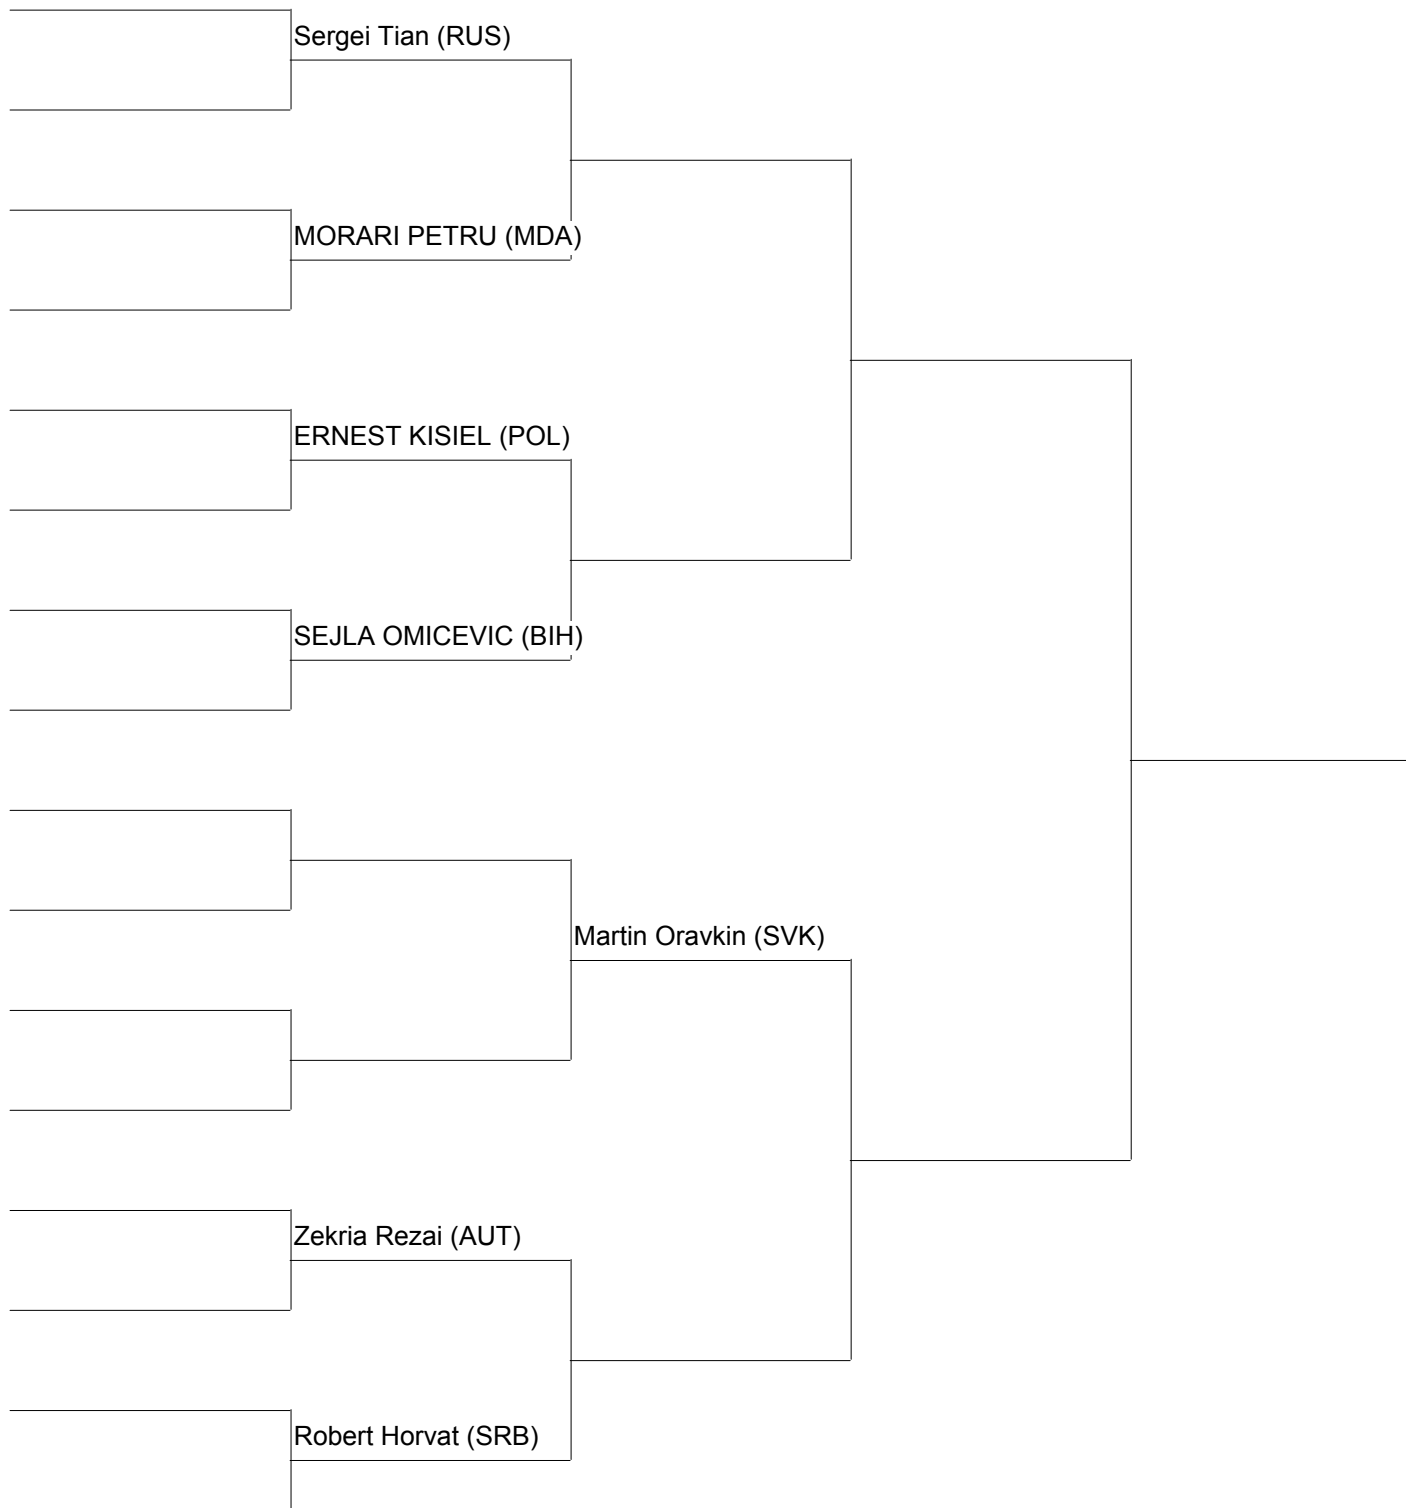 Sergei Tian (RUS)
MORARI PETRU (MDA)
ERNEST KISIEL (POL)
SEJLA OMICEVIC (BIH)
Martin Oravkin (SVK)
Zekria Rezai (AUT)
Robert Horvat (SRB)